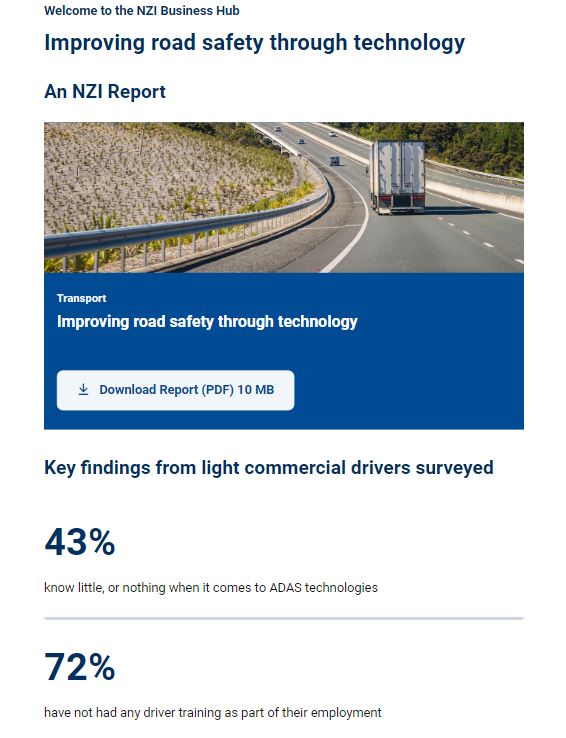 Welcome to the NZI Business Hub
Improving road safety through technology
An NZI Report
Transport
Improving road safety through technology
Download Report (PDF) 10 MB
Key findings from light commercial drivers surveyed
43%
know little, or nothing when it comes to ADAS technologies
72%
have not had any driver training as part of their employment